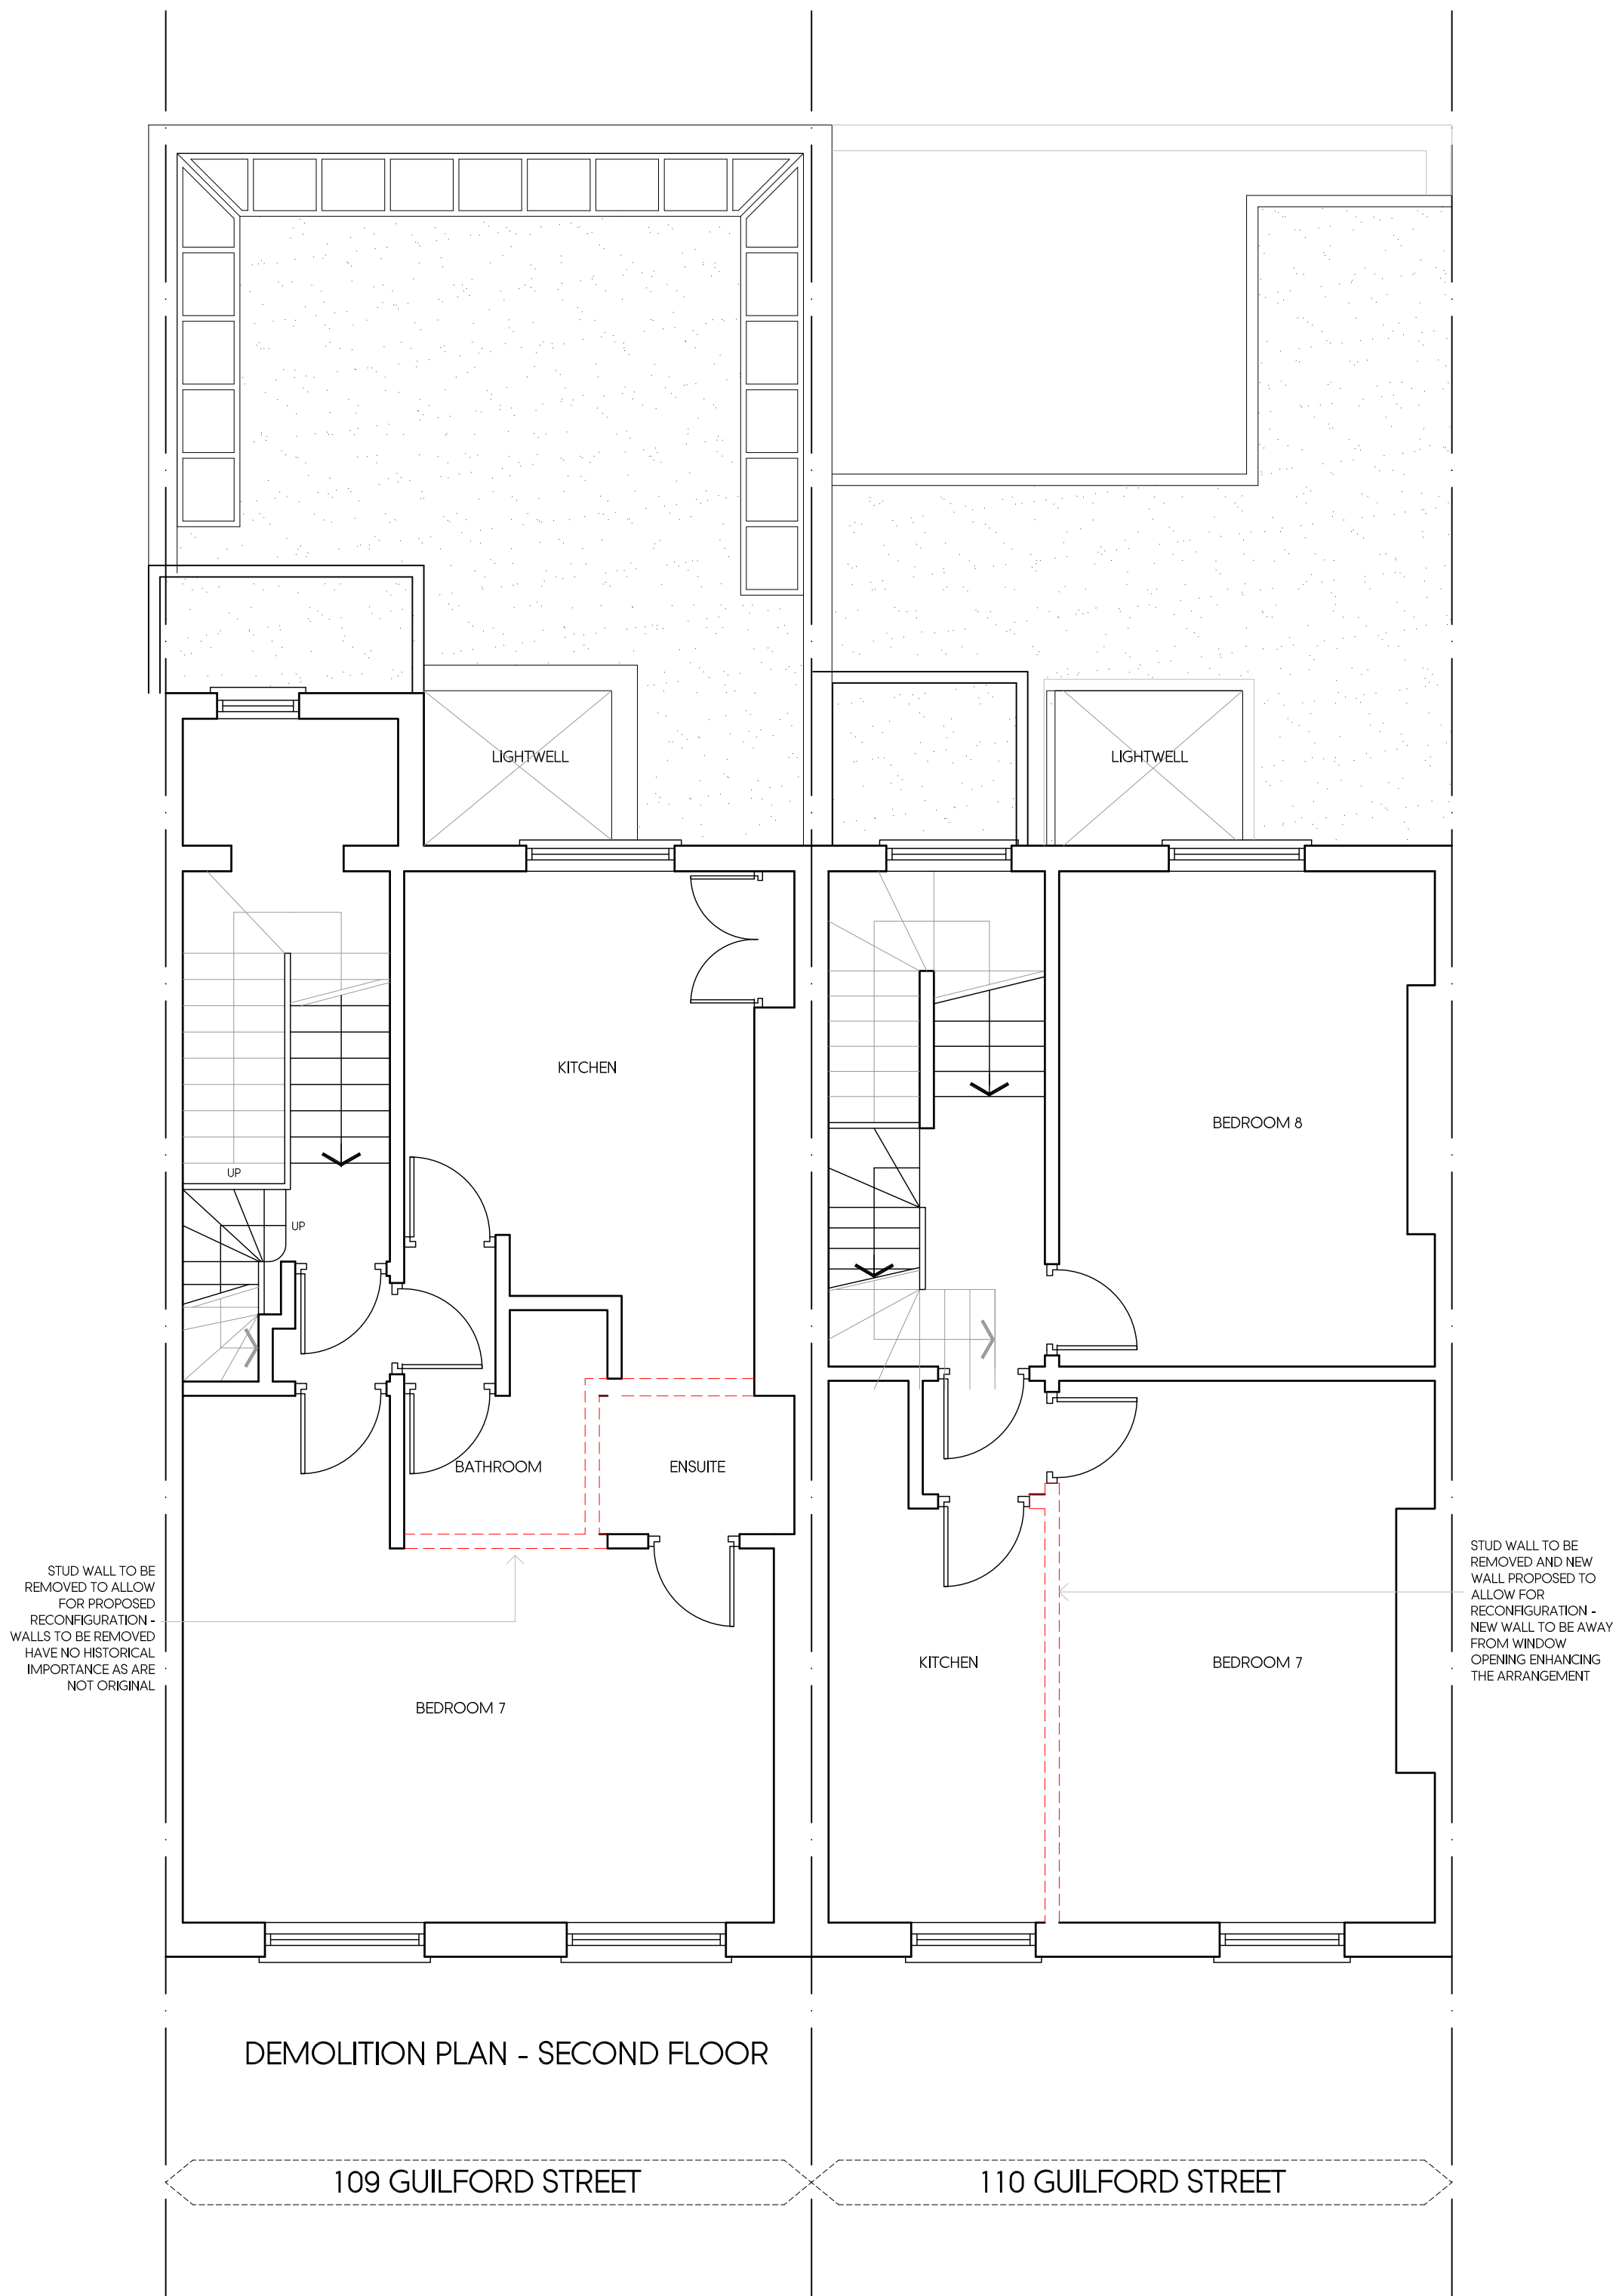 LIGHTWELL
LIGHTWELL
KITCHEN
BEDROOM 8
UP
UP
BATHROOM
ENSUITE
STUD WALL TO BE
REMOVED TO ALLOW
FOR PROPOSED
RECONFIGURATION -
WALLS TO BE REMOVED
HAVE NO HISTORICAL
IMPORTANCE AS ARE
NOT ORIGINAL
STUD WALL TO BE
REMOVED AND NEW
WALL PROPOSED TO
ALLOW FOR
RECONFIGURATION -
NEW WALL TO BE AWAY
FROM WINDOW
OPENING ENHANCING
THE ARRANGEMENT
KITCHEN
BEDROOM 7
BEDROOM 7
DEMOLITION PLAN - SECOND FLOOR
109 GUILFORD STREET
110 GUILFORD STREET